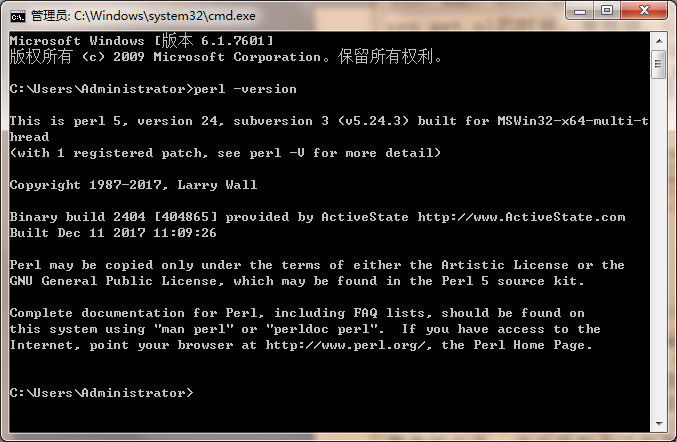 管理员: C:\Windows\system32\cmd.exe
Microsoft Windows [版本 6.1.7601]
版权所有 (c) 2009 Microsoft Corporation。保留所有权利。
C:\Users\Administrator>perl -version
This is perl 5, version 24, subversion 3 (v5.24.3) built for MSWin32-x64-multi-t
hread
(with 1 registered patch, see perl -V for more detail)
Copyright 1987-2017, Larry Wall
Binary build 2404 [404865] provided by ActiveState http://www.ActiveState.com
Built Dec 11 2017 11:09:26
Perl may be copied only under the terms of either the Artistic License or the
GNU General Public License, which may be found in the Perl 5 source kit.
Complete documentation for Perl, including FAQ lists, should be found on
this system using "man perl" or "perldoc perl".  If you have access to the
Internet, point your browser at http://www.perl.org/, the Perl Home Page.
C:\Users\Administrator>